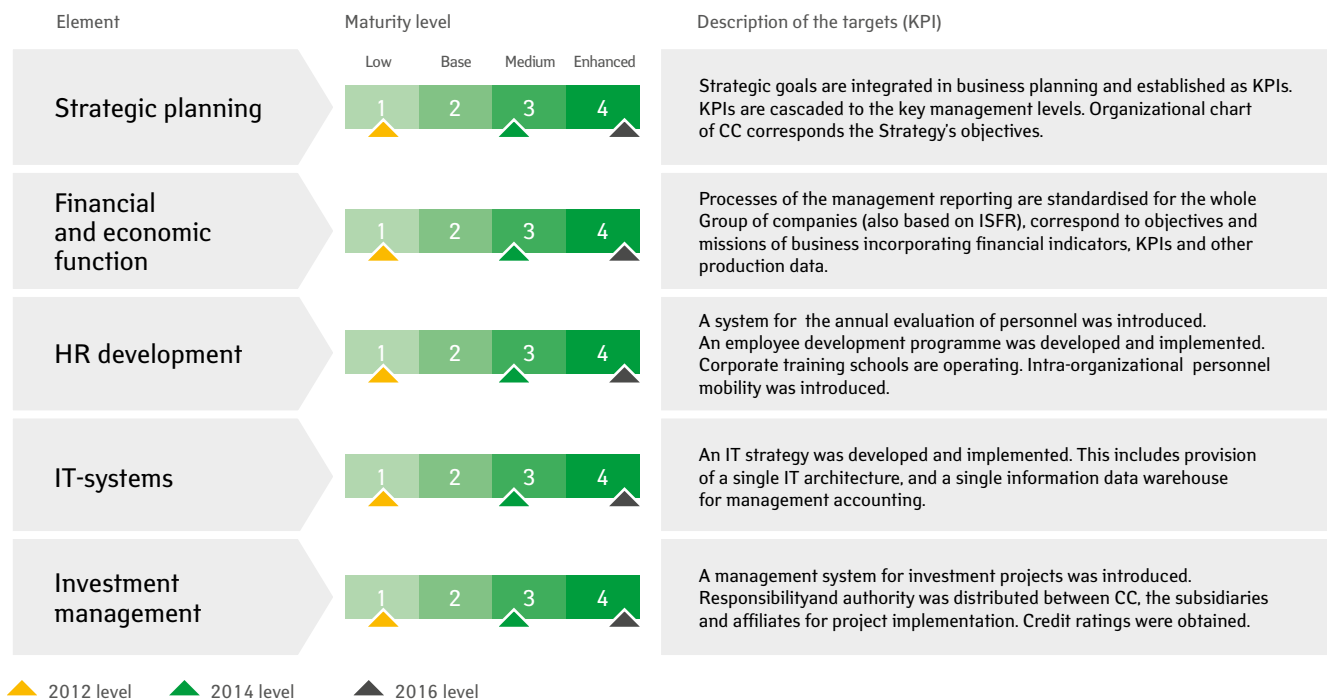 Element
Maturity level
Description of the targets (KPI)
Low Base Medium Enhanced
Strategic planning
1 2 3 4
Strategic goals are integrated in business planning and established as KPIs.
KPIs are cascaded to the key management levels. Organizational chart
of CC corresponds the Strategy's objectives.
Financial
and economic
function
1 2 3 4
Processes of the management reporting are standardised for the whole
Group of companies (also based on ISFR), correspond to objectives and
missions of business incorporating financial indicators, KPIs and other
production data.
HR development
1 2 3 4
A system for the annual evaluation of personnel was introduced.
An employee development programme was developed and implemented.
Corporate training schools are operating. Intra-organizational personnel
mobility was introduced.
IT-systems
1 2 3 4
An IT strategy was developed and implemented. This includes provision
of a single IT architecture, and a single information data warehouse
for management accounting.
Investment
management
1 2 3 4
A management system for investment projects was introduced.
Responsibilityand authority was distributed between CC, the subsidiaries
and affiliates for project implementation. Credit ratings were obtained.
2012 level 2014 level 2016 level